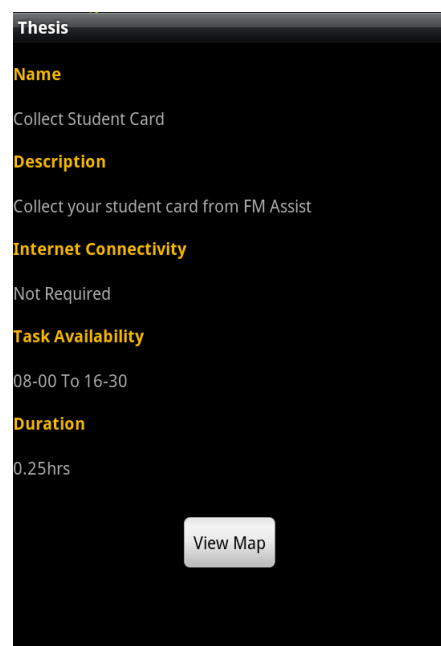 Thesis
Name
Collect Student Card
Description
Collect your student card from FM Assist
Internet Connectivity
Not Required
Task Availability
08-00 To 16-30
Duration
0.25hrs
View Map